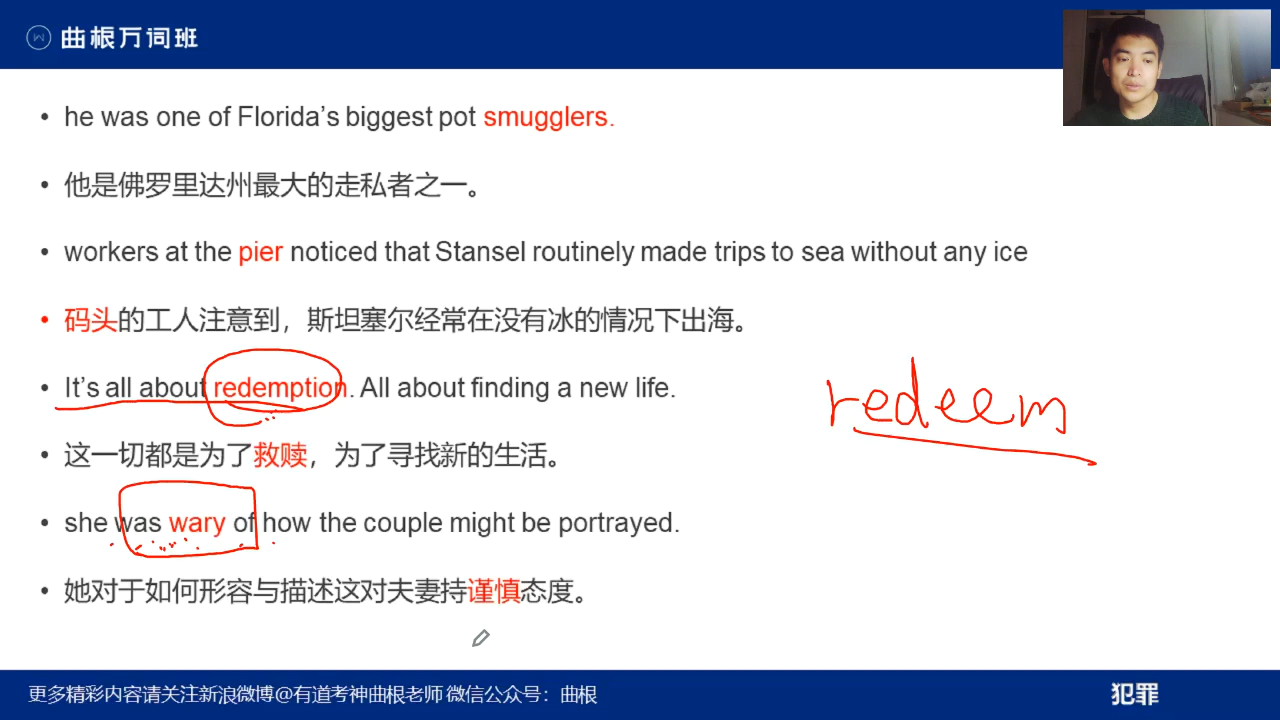 曲根万词班
he was one of Florida’s biggest pot smugglers.
他是佛罗里达州最大的走私者之一。
workers at the pier noticed that Stansel routinely made trips to sea without any ice
码头的工人注意到，斯坦塞尔经常在没有冰的情况下出海。
It’s all about redemption. All about finding a new life.
redeem
这一切都是为了救赎，为了寻找新的生活。
she was wary of how the couple might be portrayed.
她对于如何形容与描述这对夫妻持谨慎态度。
更多精彩内容请关注新浪微博@有道考神曲根老师 微信公众号：曲根
犯罪